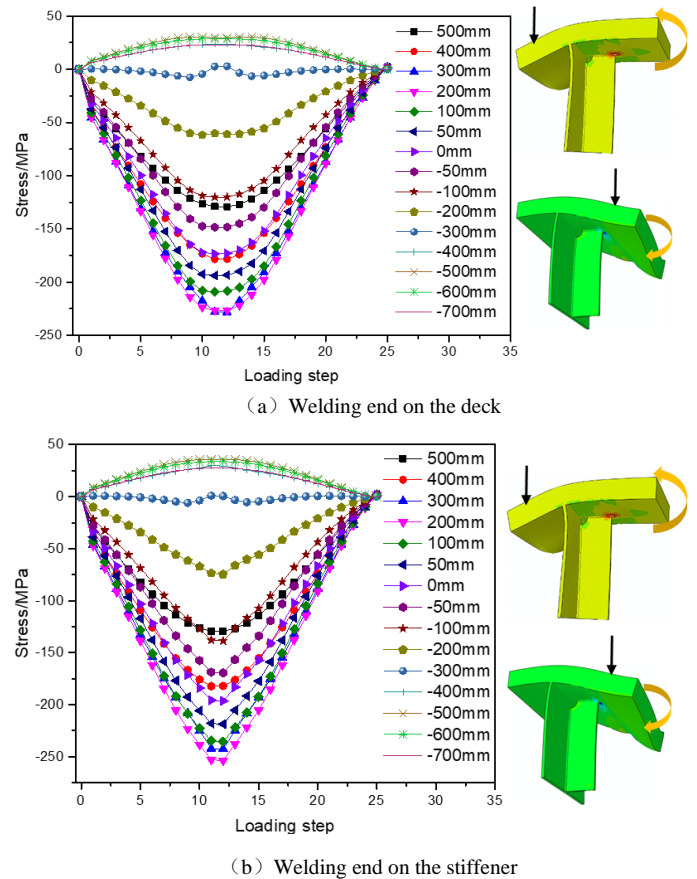 50
0
-50
-100
-150
-200
-250
Stress/MPa
0
5
10
15
20
25
30
35
Loading step
500mm
400mm
300mm
200mm
100mm
50mm
0mm
-50mm
-100mm
-200mm
-300mm
-400mm
-500mm
-600mm
-700mm
（a）Welding end on the deck
50
0
-50
-100
-150
-200
-250
Stress/MPa
0
5
10
15
20
25
30
35
Loading step
500mm
400mm
300mm
200mm
100mm
50mm
0mm
-50mm
-100mm
-200mm
-300mm
-400mm
-500mm
-600mm
-700mm
（b）Welding end on the stiffener